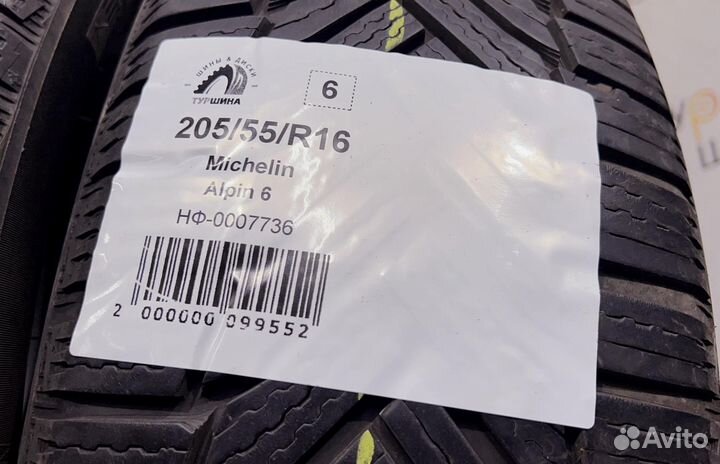 ШИНЫ & ДИСКИ
ТУРШИНА
6
205/55/R16
Michelin
Alpin 6
НФ-0007736
2 000000 099552
Avito